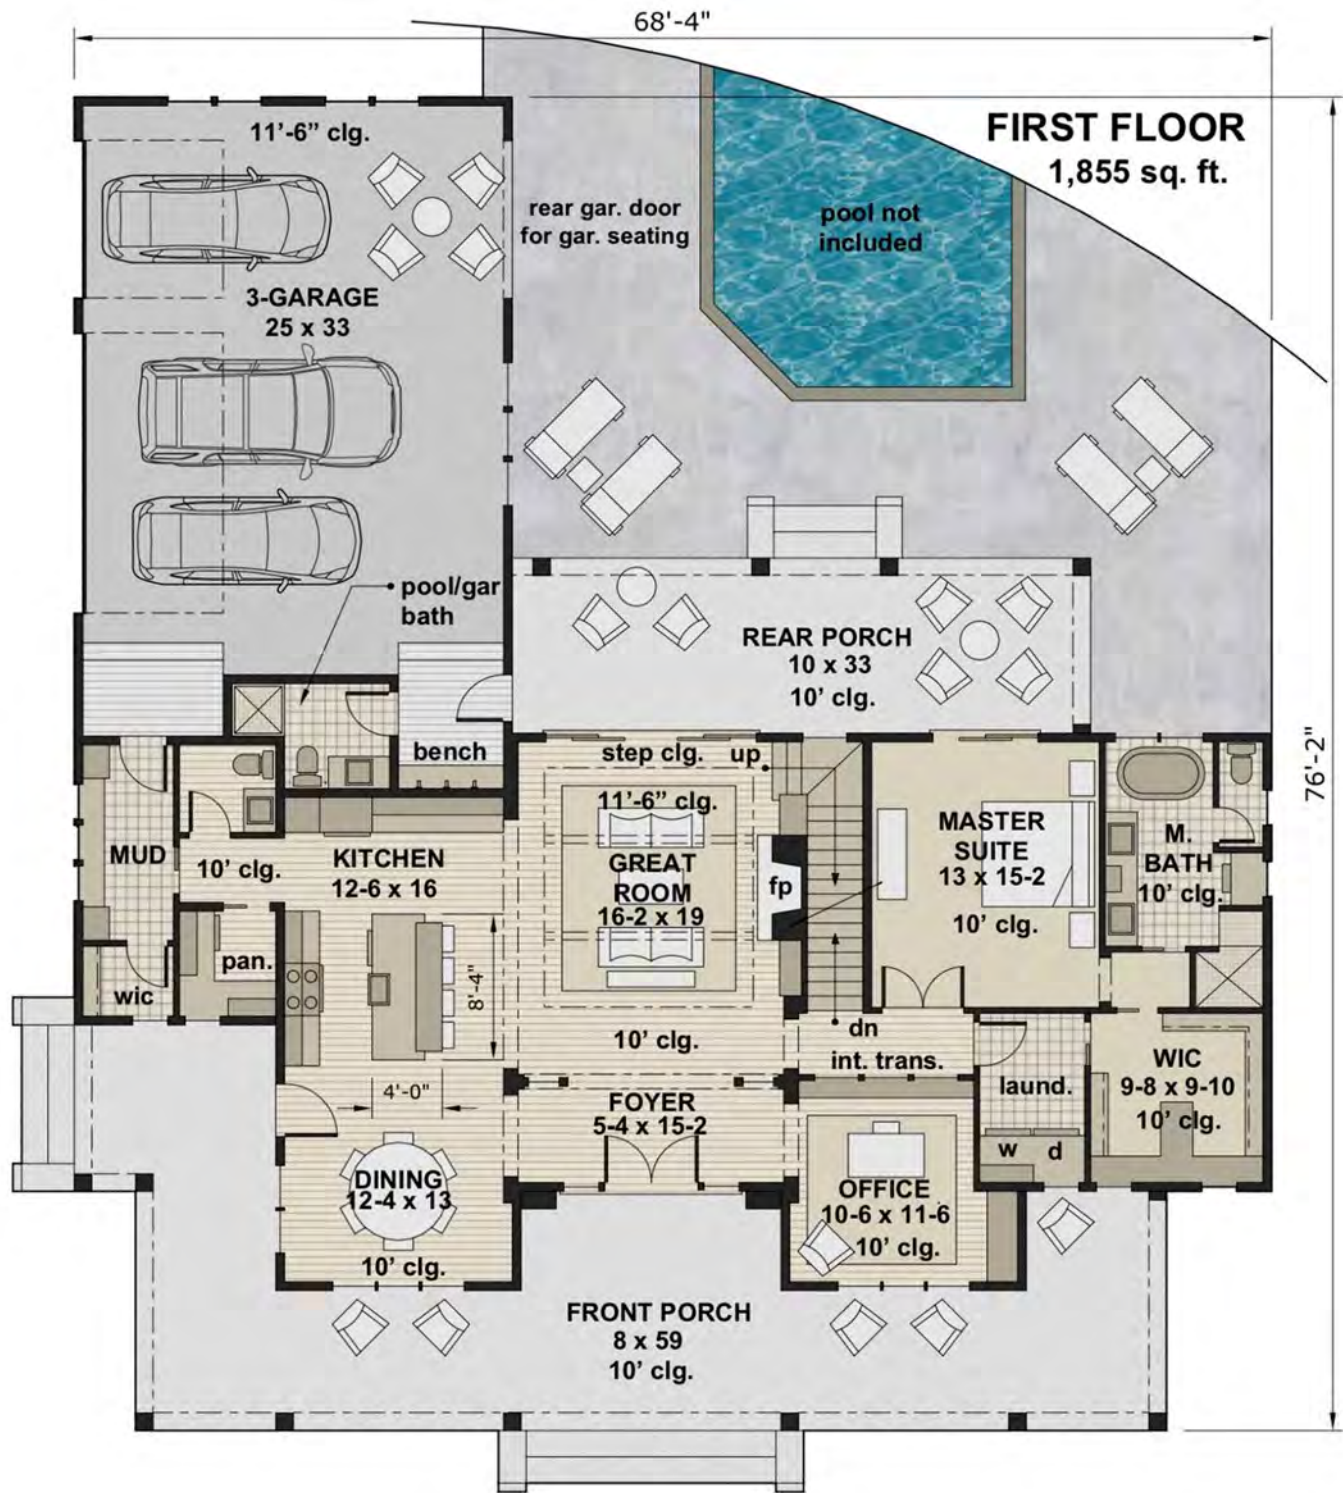 68'-4"
FIRST FLOOR
1,855 sq. ft.
11’-6” clg.
rear gar. door
for gar. seating
pool not
included
3-GARAGE
25 x 33
pool/gar
bath
REAR PORCH
10 x 33
10’ clg.
76'-2"
bench
step clg.
up
11’-6” clg.
MUD
10’ clg.
KITCHEN
12-6 x 16
GREAT
ROOM
16-2 x 19
fp
MASTER
SUITE
13 x 15-2
10’ clg.
M.
BATH
10’ clg.
pan.
wic
8'-4"
10’ clg.
dn
int. trans.
laund.
WIC
9-8 x 9-10
10’ clg.
4'-0"
FOYER
5-4 x 15-2
w
d
DINING
12-4 x 13
10’ clg.
OFFICE
10-6 x 11-6
10’ clg.
FRONT PORCH
8 x 59
10’ clg.